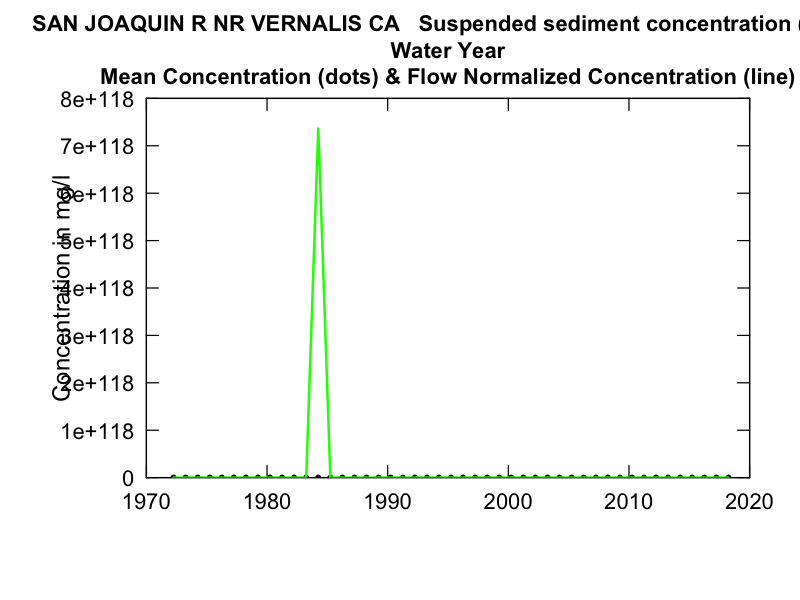 SAN JOAQUIN R NR VERNALIS CA Suspended sediment concentration (
Water Year
Mean Concentration (dots) & Flow Normalized Concentration (line)
8e+118
7e+118
6e+118
5e+118
4e+118
3e+118
2e+118
1e+118
0
Concentration in mg/l
1970 1980 1990 2000 2010 2020